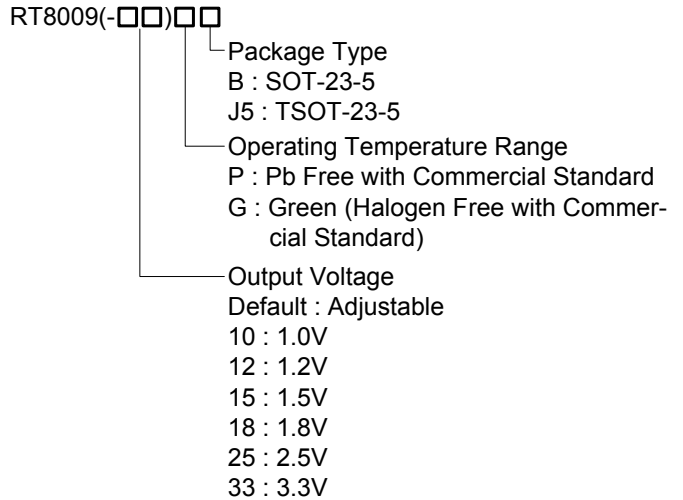 RT8009(-□□)□□
Package Type
B : SOT-23-5
J5 : TSOT-23-5
Operating Temperature Range
P : Pb Free with Commercial Standard
G : Green (Halogen Free with Commer-
cial Standard)
Output Voltage
Default : Adjustable
10 : 1.0V
12 : 1.2V
15 : 1.5V
18 : 1.8V
25 : 2.5V
33 : 3.3V